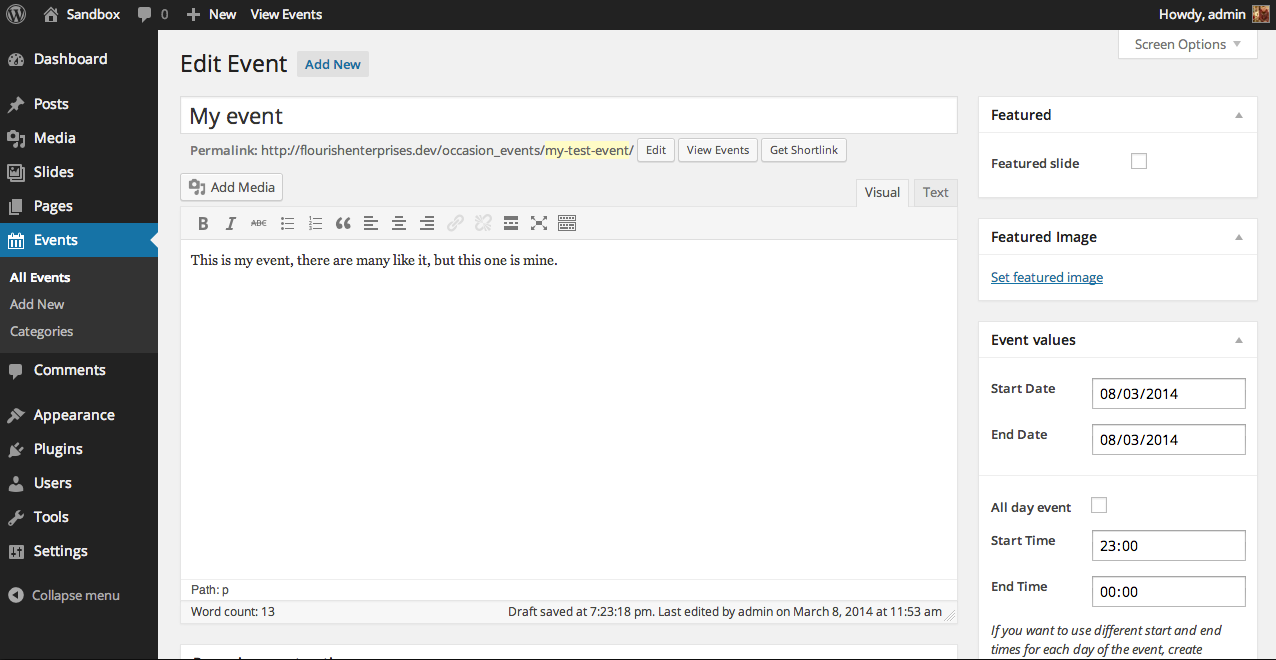 Sandbox 0 New View Events Howdy, admin
Screen Options
Dashboard
Posts
Media
Slides
Pages
Events
All Events
Add New
Categories
Comments
Appearance
Plugins
Users
Tools
Settings
Collapse menu
Edit Event Add New
My event
Permalink: http://flourishenterprises.dev/occasion_events/my-test-event/ Edit View Events Get Shortlink
Add Media Visual Text
B I ABC
This is my event, there are many like it, but this one is mine.
Path: p
Word count: 13 Draft saved at 7:23:18 pm. Last edited by admin on March 8, 2014 at 11:53 am
Featured
Featured slide
Featured Image
Set featured image
Event values
Start Date 08/03/2014
End Date 08/03/2014
All day event
Start Time 23:00
End Time 00:00
If you want to use different start and end
times for each day of the event, create